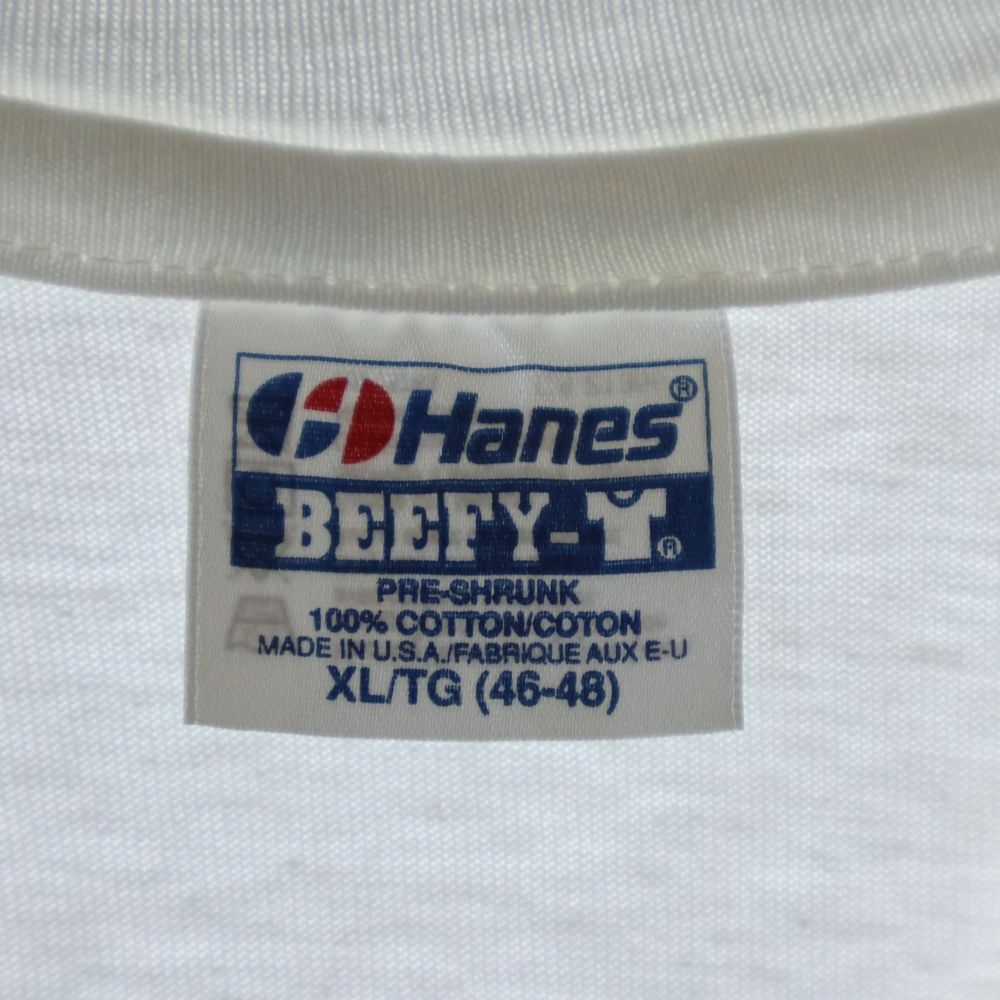 Hanes®
BEEFY-T®
PRE-SHRUNK
100% COTTON/COTON
MADE IN U.S.A./FABRIQUE AUX E-U
XL/TG (46-48)